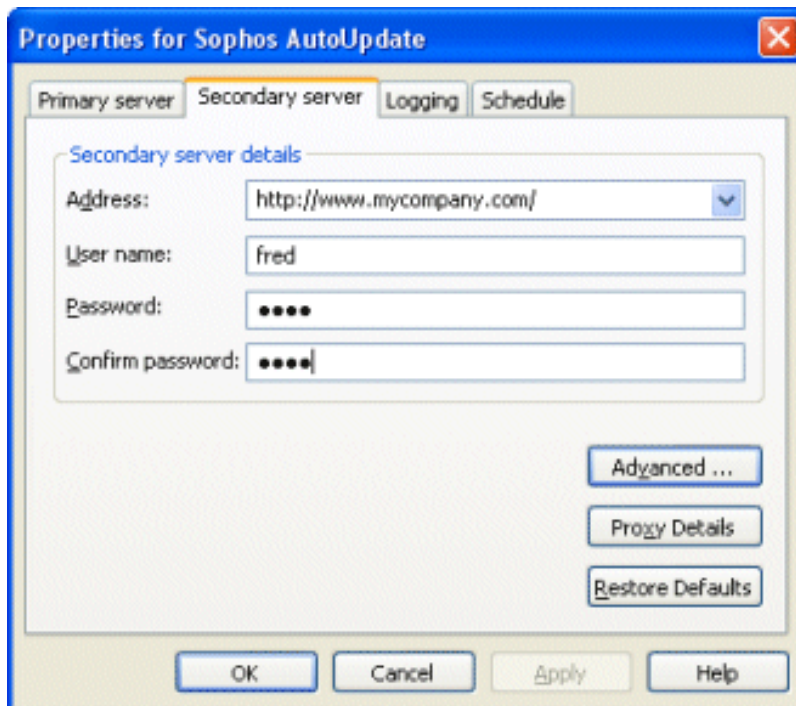 Properties for Sophos AutoUpdate
Primary server Secondary server Logging Schedule
Secondary server details
Address: http://www.mycompany.com/
User name: fred
Password: ••••
Confirm password: ••••
Advanced ...
Proxy Details
Restore Defaults
OK Cancel Apply Help